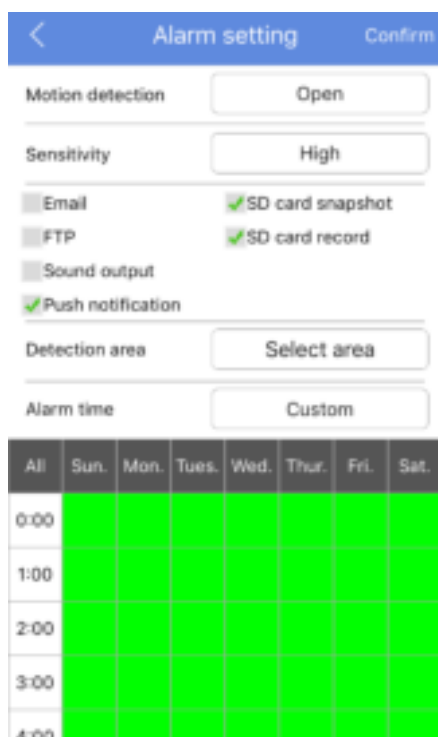 Alarm setting Confirm
Motion detection Open
Sensitivity High
Email SD card snapshot
FTP SD card record
Sound output
Push notification
Detection area Select area
Alarm time Custom
All Sun. Mon. Tues. Wed. Thur. Fri. Sat.
0:00
1:00
2:00
3:00
4:00